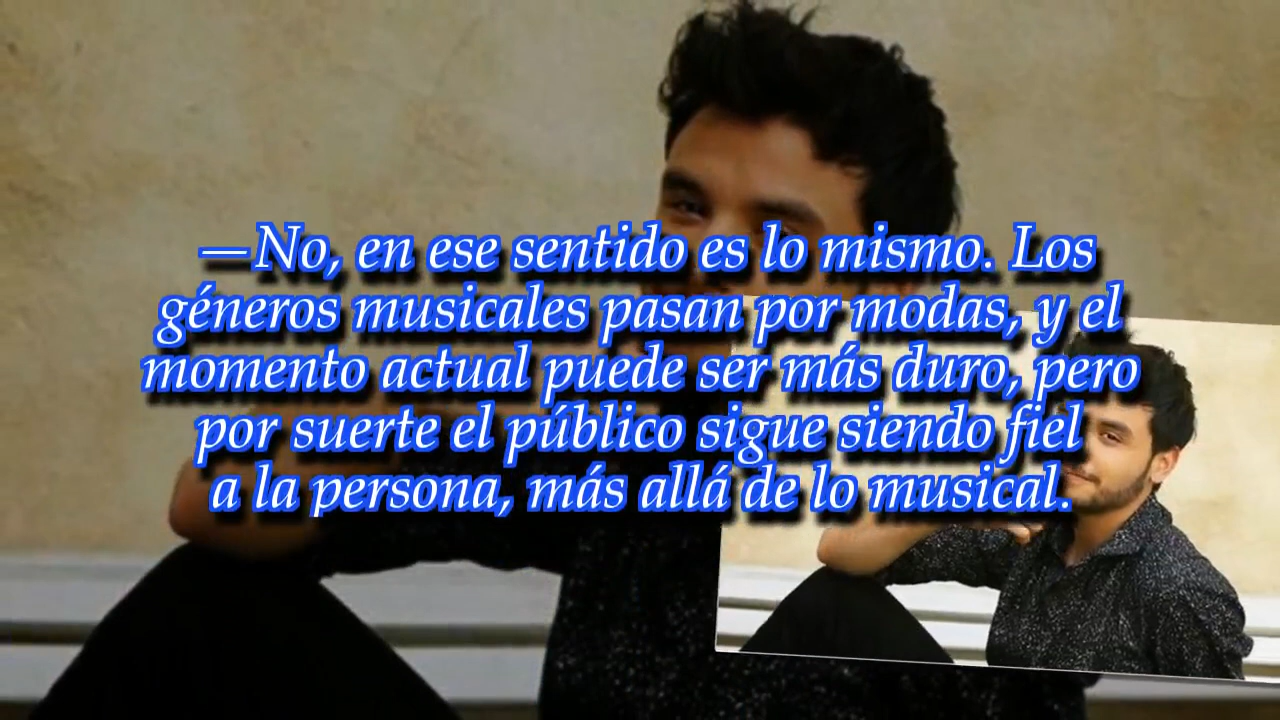 —No, en ese sentido es lo mismo. Los
géneros musicales pasan por modas, y el
momento actual puede ser más duro, pero
por suerte el público sigue siendo fiel
a la persona, más allá de lo musical.